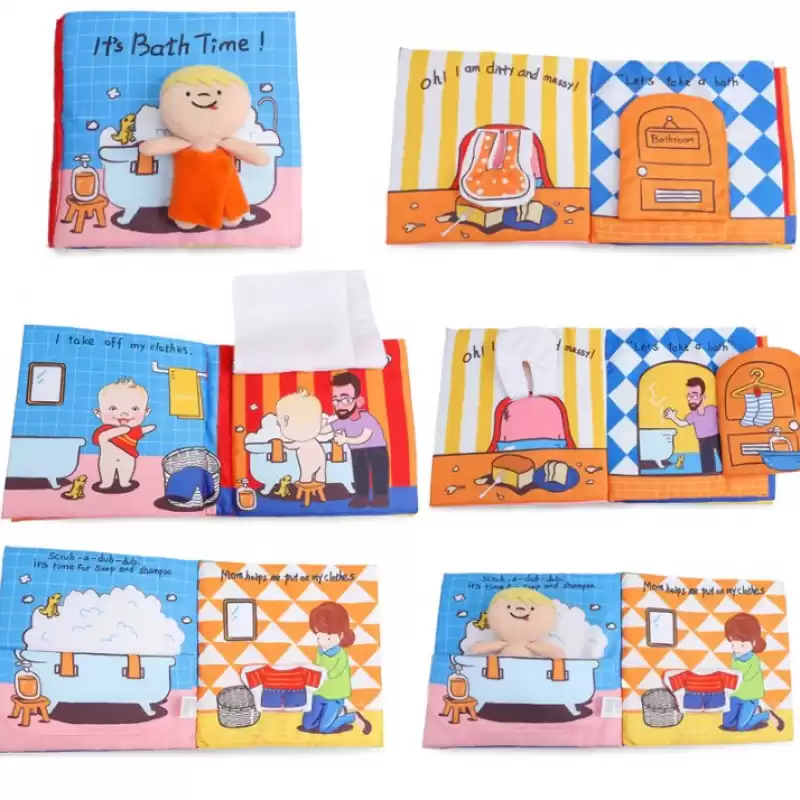 It's Bath Time!
Oh! I am dirty and messy!
"Let's take a bath"
Bathroom
I take off my clothes.
Oh! messy!
"Let's take a bath"
Scrub-a-dub-dub:
it's time for soap and shampoo
Mom helps me put on my clothes
Scrub-a-dub-dub:
it's time for soap and shampoo
Mom helps me put on my clothes